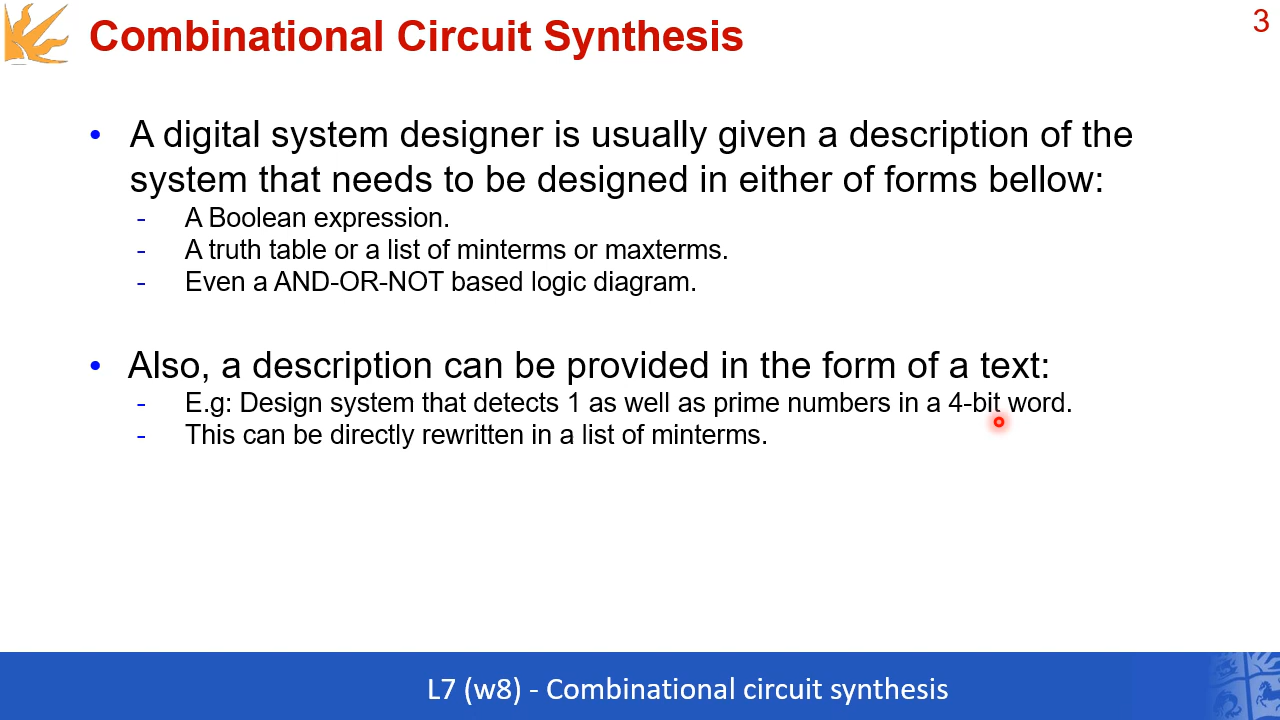 Combinational Circuit Synthesis
3
• A digital system designer is usually given a description of the
system that needs to be designed in either of forms bellow:
- A Boolean expression.
- A truth table or a list of minterms or maxterms.
- Even a AND-OR-NOT based logic diagram.
• Also, a description can be provided in the form of a text:
- E.g: Design system that detects 1 as well as prime numbers in a 4-bit word.
- This can be directly rewritten in a list of minterms.
L7 (w8) - Combinational circuit synthesis